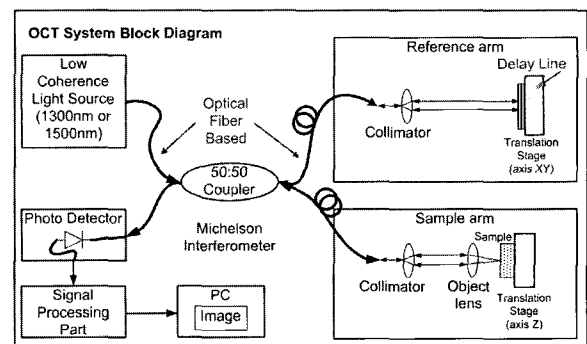 OCT System Block Diagram
Low
Coherence
Light Source
(1300nm or
1500nm)
Optical
Fiber
Based
50:50
Coupler
Michelson
Interferometer
Photo Detector
Signal
Processing
Part
PC
Image
Reference arm
Delay Line
Collimator
Translation
Stage
(axis XY)
Sample arm
Sample
Collimator
Object
lens
Translation
Stage
(axis Z)